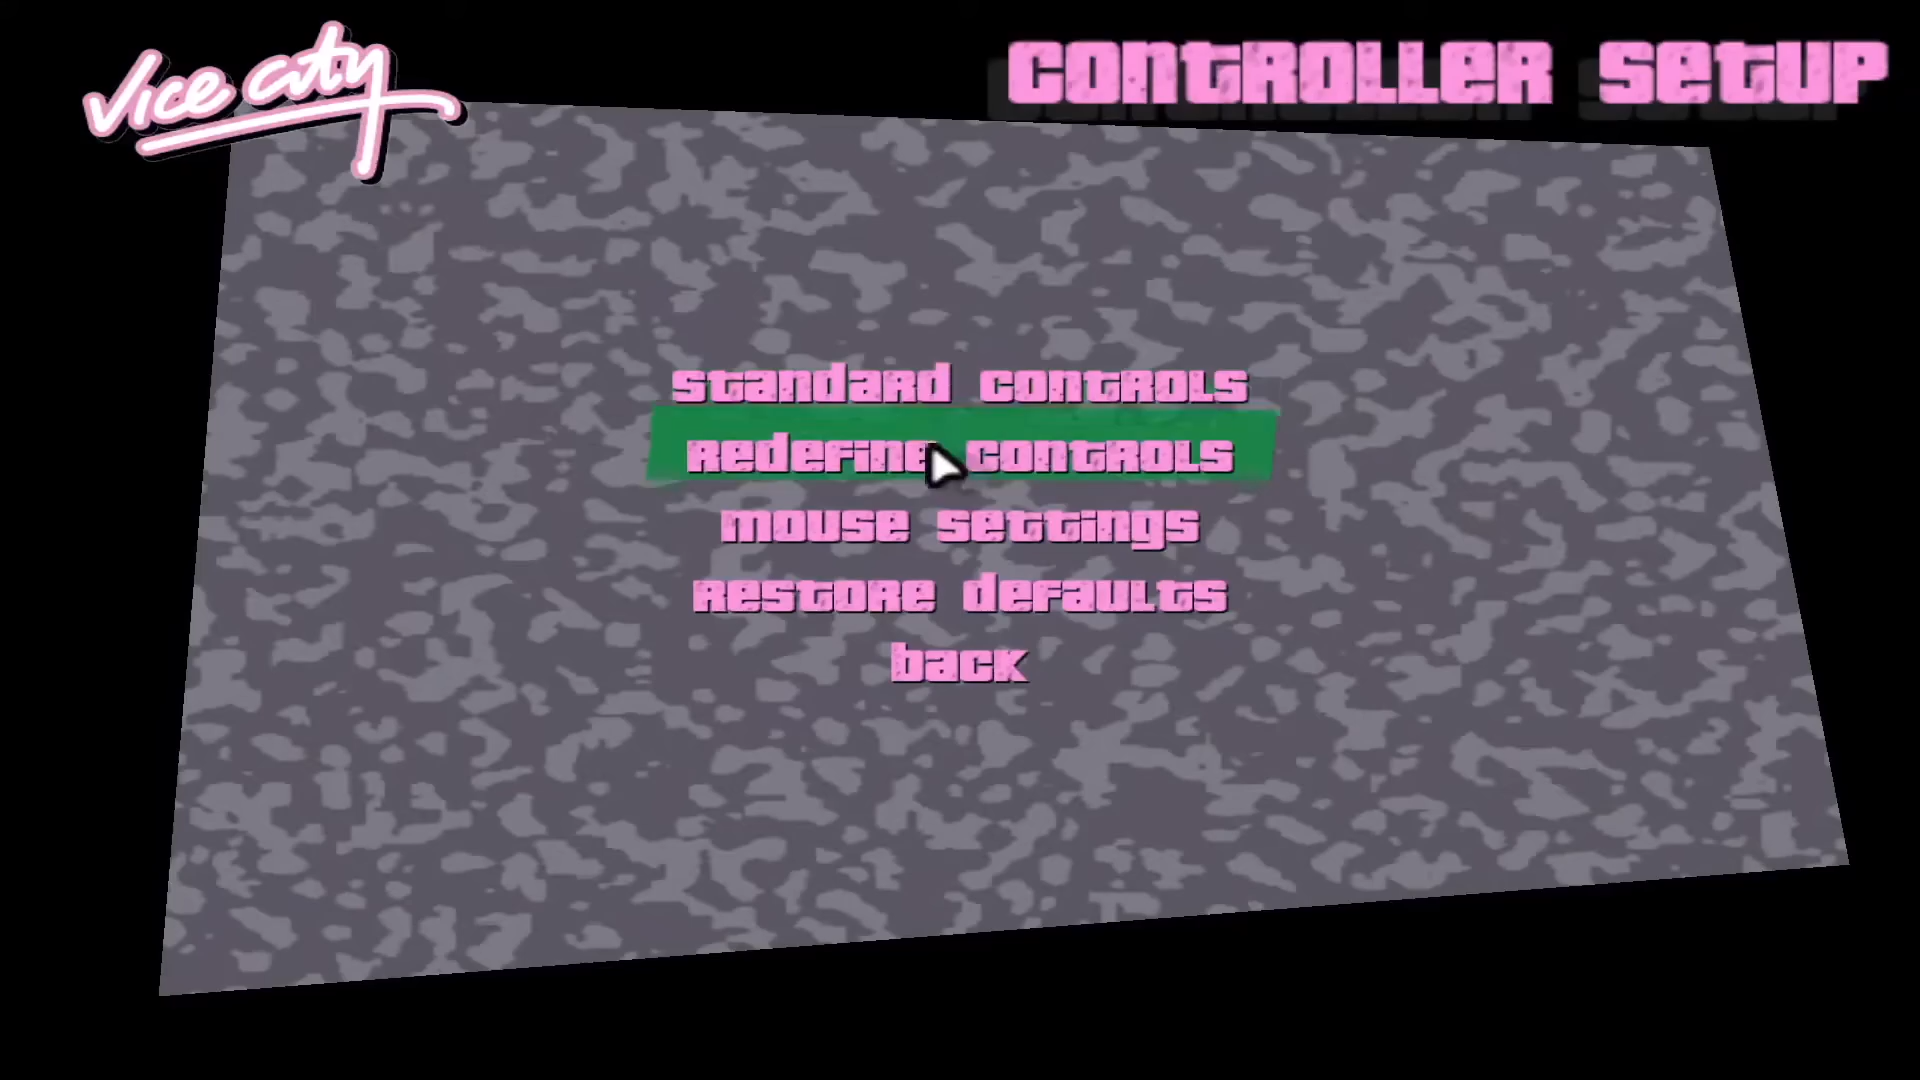 vice city
CONTROLLER SETUP
STANDARD CONTROLS
REDEFINE CONTROLS
MOUSE SETTINGS
RESTORE DEFAULTS
BACK